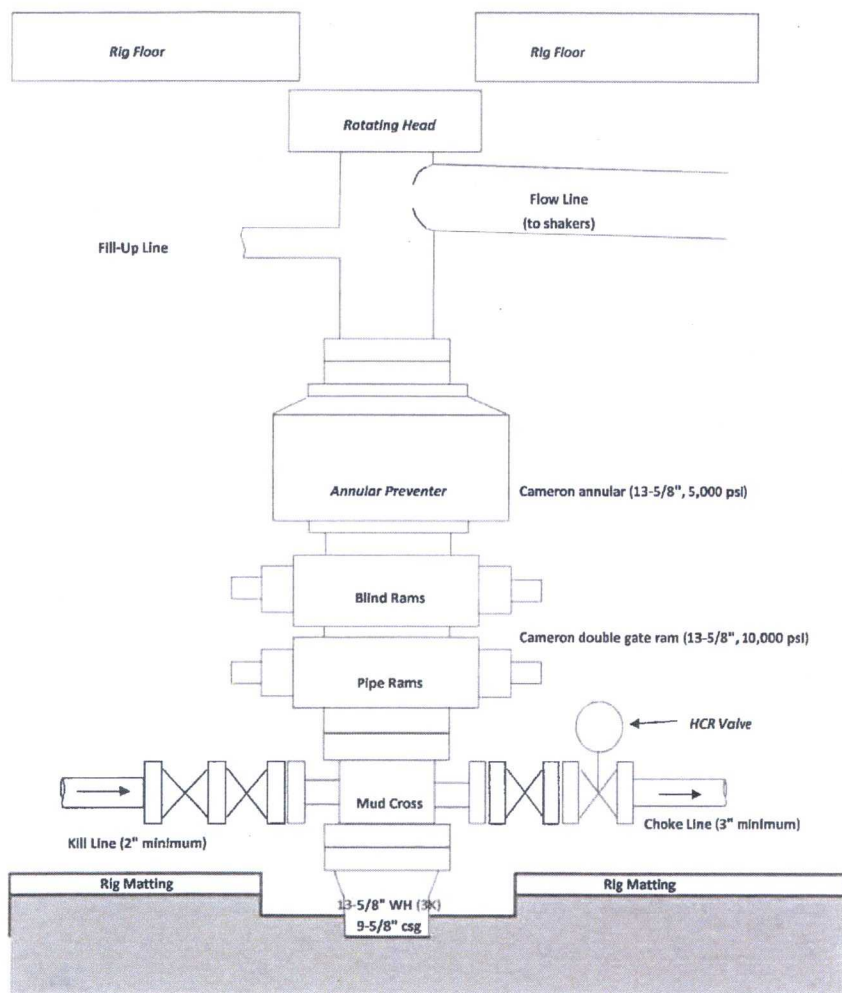 Rig Floor
Rig Floor
Rotating Head
Flow Line
(to shakers)
Fill-Up Line
Annular Preventer
Cameron annular (13-5/8", 5,000 psi)
Blind Rams
Cameron double gate ram (13-5/8", 10,000 psi)
Pipe Rams
HCR Valve
Mud Cross
Kill Line (2" minimum)
Choke Line (3" minimum)
Rig Matting
Rig Matting
13-5/8" WH (3K)
9-5/8" csg